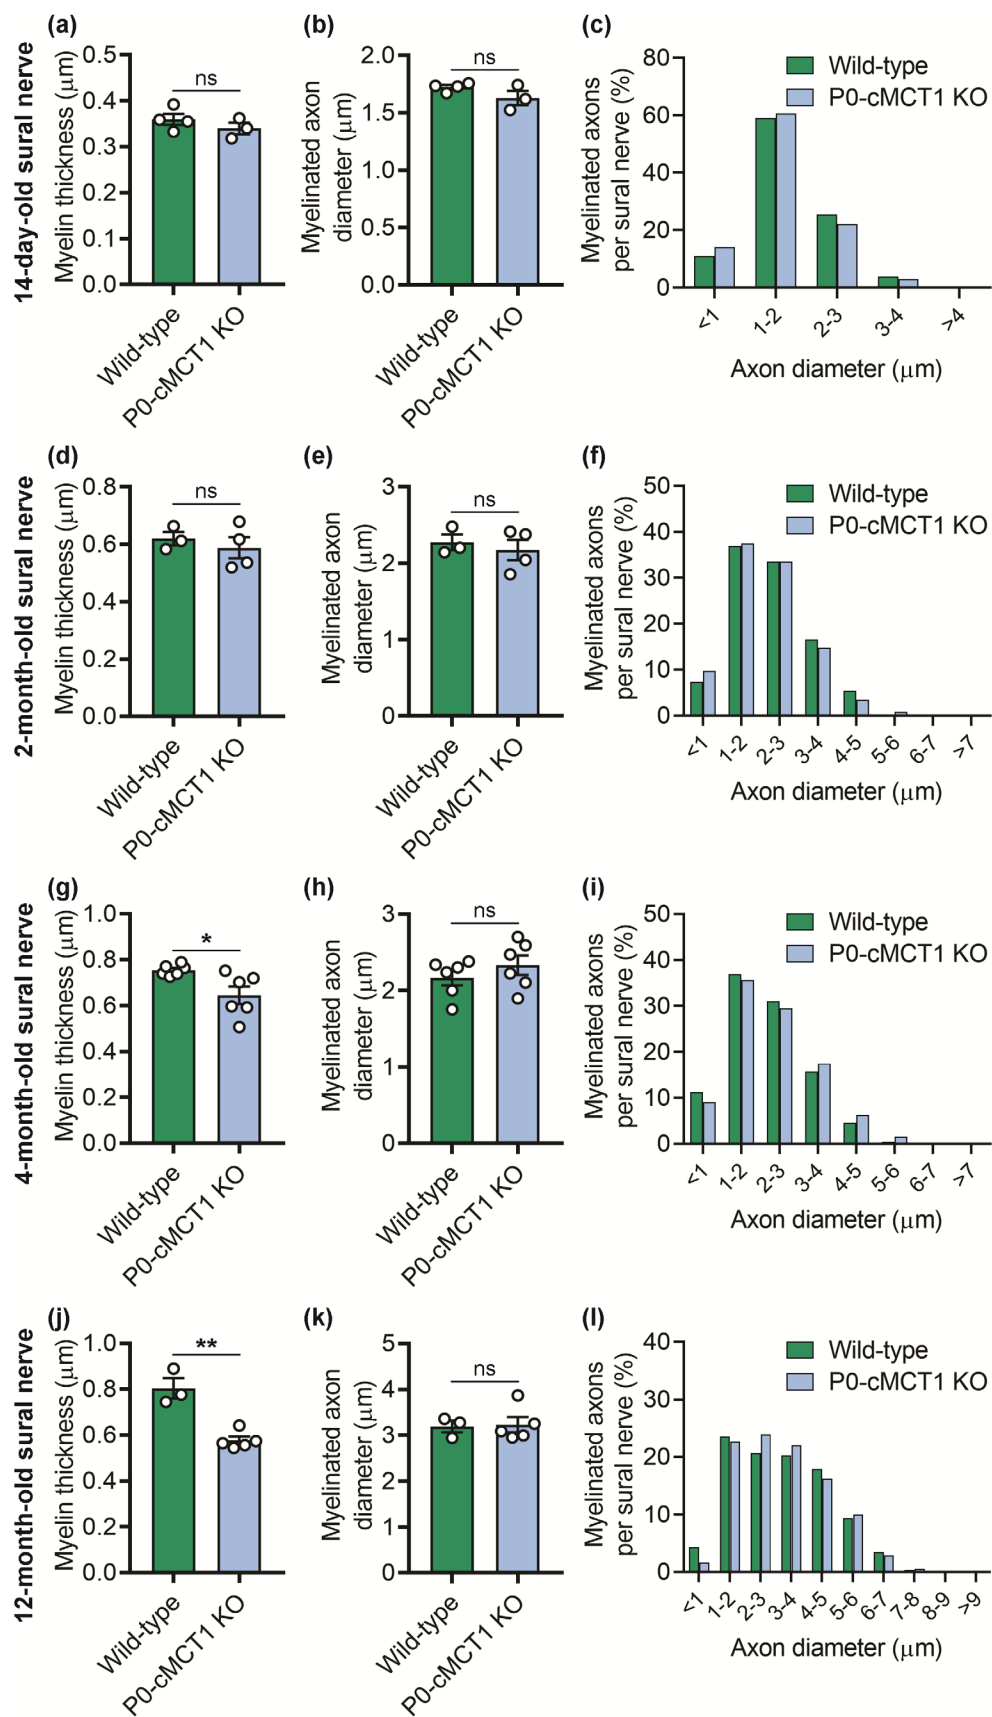 14-day-old sural nerve
(a)
Myelin thickness (μm)
0.5
0.4
0.3
0.2
0.1
0.0
ns
Wild-type
P0-cMCT1 KO
(b)
Myelinated axon
diameter (μm)
2.0
1.5
1.0
0.5
0.0
ns
Wild-type
P0-cMCT1 KO
(c)
Myelinated axons
per sural nerve (%)
80
60
40
20
0
Wild-type
P0-cMCT1 KO
<1
1-2
2-3
3-4
>4
Axon diameter (μm)
2-month-old sural nerve
(d)
Myelin thickness (μm)
0.8
0.6
0.4
0.2
0.0
ns
Wild-type
P0-cMCT1 KO
(e)
Myelinated axon
diameter (μm)
3
2
1
0
ns
Wild-type
P0-cMCT1 KO
(f)
Myelinated axons
per sural nerve (%)
50
40
30
20
10
0
Wild-type
P0-cMCT1 KO
<1
1-2
2-3
3-4
4-5
5-6
6-7
>7
Axon diameter (μm)
4-month-old sural nerve
(g)
Myelin thickness (μm)
1.0
0.8
0.6
0.4
0.2
0.0
*
Wild-type
P0-cMCT1 KO
(h)
Myelinated axon
diameter (μm)
3
2
1
0
ns
Wild-type
P0-cMCT1 KO
(i)
Myelinated axons
per sural nerve (%)
50
40
30
20
10
0
Wild-type
P0-cMCT1 KO
<1
1-2
2-3
3-4
4-5
5-6
6-7
>7
Axon diameter (μm)
12-month-old sural nerve
(j)
Myelin thickness (μm)
1.0
0.8
0.6
0.4
0.2
0.0
**
Wild-type
P0-cMCT1 KO
(k)
Myelinated axon
diameter (μm)
5
4
3
2
1
0
ns
Wild-type
P0-cMCT1 KO
(l)
Myelinated axons
per sural nerve (%)
40
30
20
10
0
Wild-type
P0-cMCT1 KO
<1
1-2
2-3
3-4
4-5
5-6
6-7
7-8
8-9
>9
Axon diameter (μm)